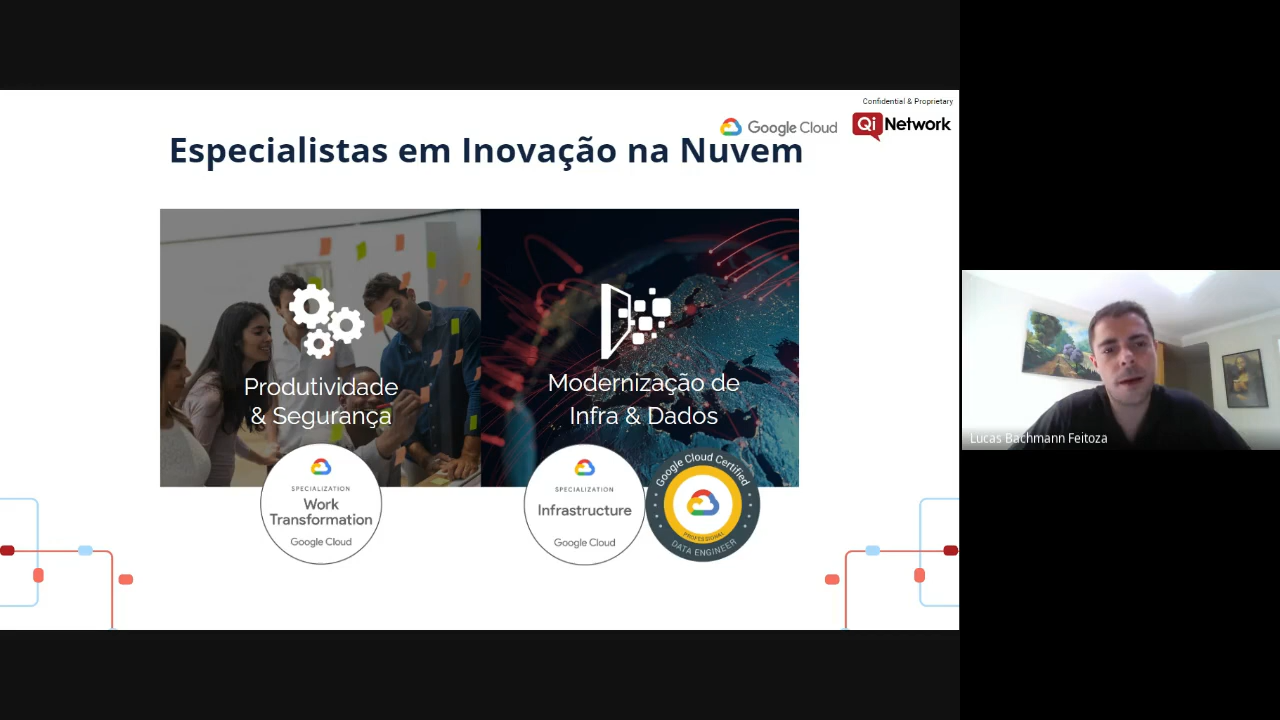 Confidential & Proprietary
Google Cloud
Qi Network
Especialistas em Inovação na Nuvem
Produtividade
& Segurança
Modernização de
Infra & Dados
SPECIALIZATION
Work
Transformation
Google Cloud
SPECIALIZATION
Infrastructure
Google Cloud
Google Cloud Certified
PROFESSIONAL
DATA ENGINEER
Lucas Bachmann Feitoza